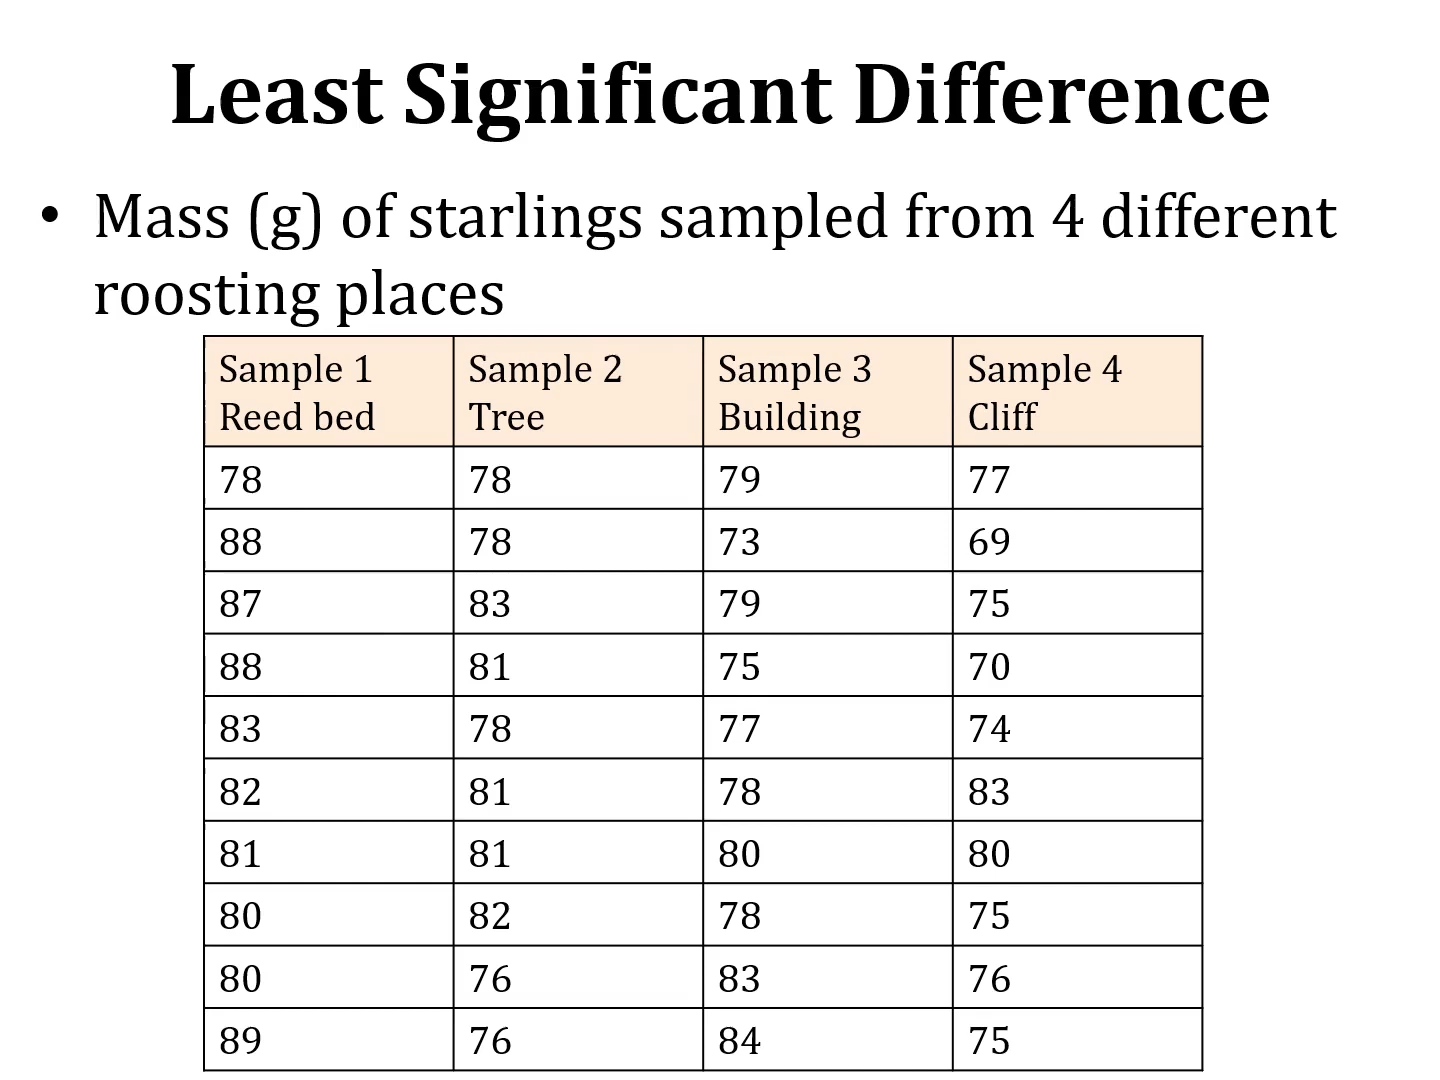 Least Significant Difference
• Mass (g) of starlings sampled from 4 different
roosting places
Sample 1 Sample 2 Sample 3 Sample 4
Reed bed Tree Building Cliff
78 78 79 77
88 78 73 69
87 83 79 75
88 81 75 70
83 78 77 74
82 81 78 83
81 81 80 80
80 82 78 75
80 76 83 76
89 76 84 75